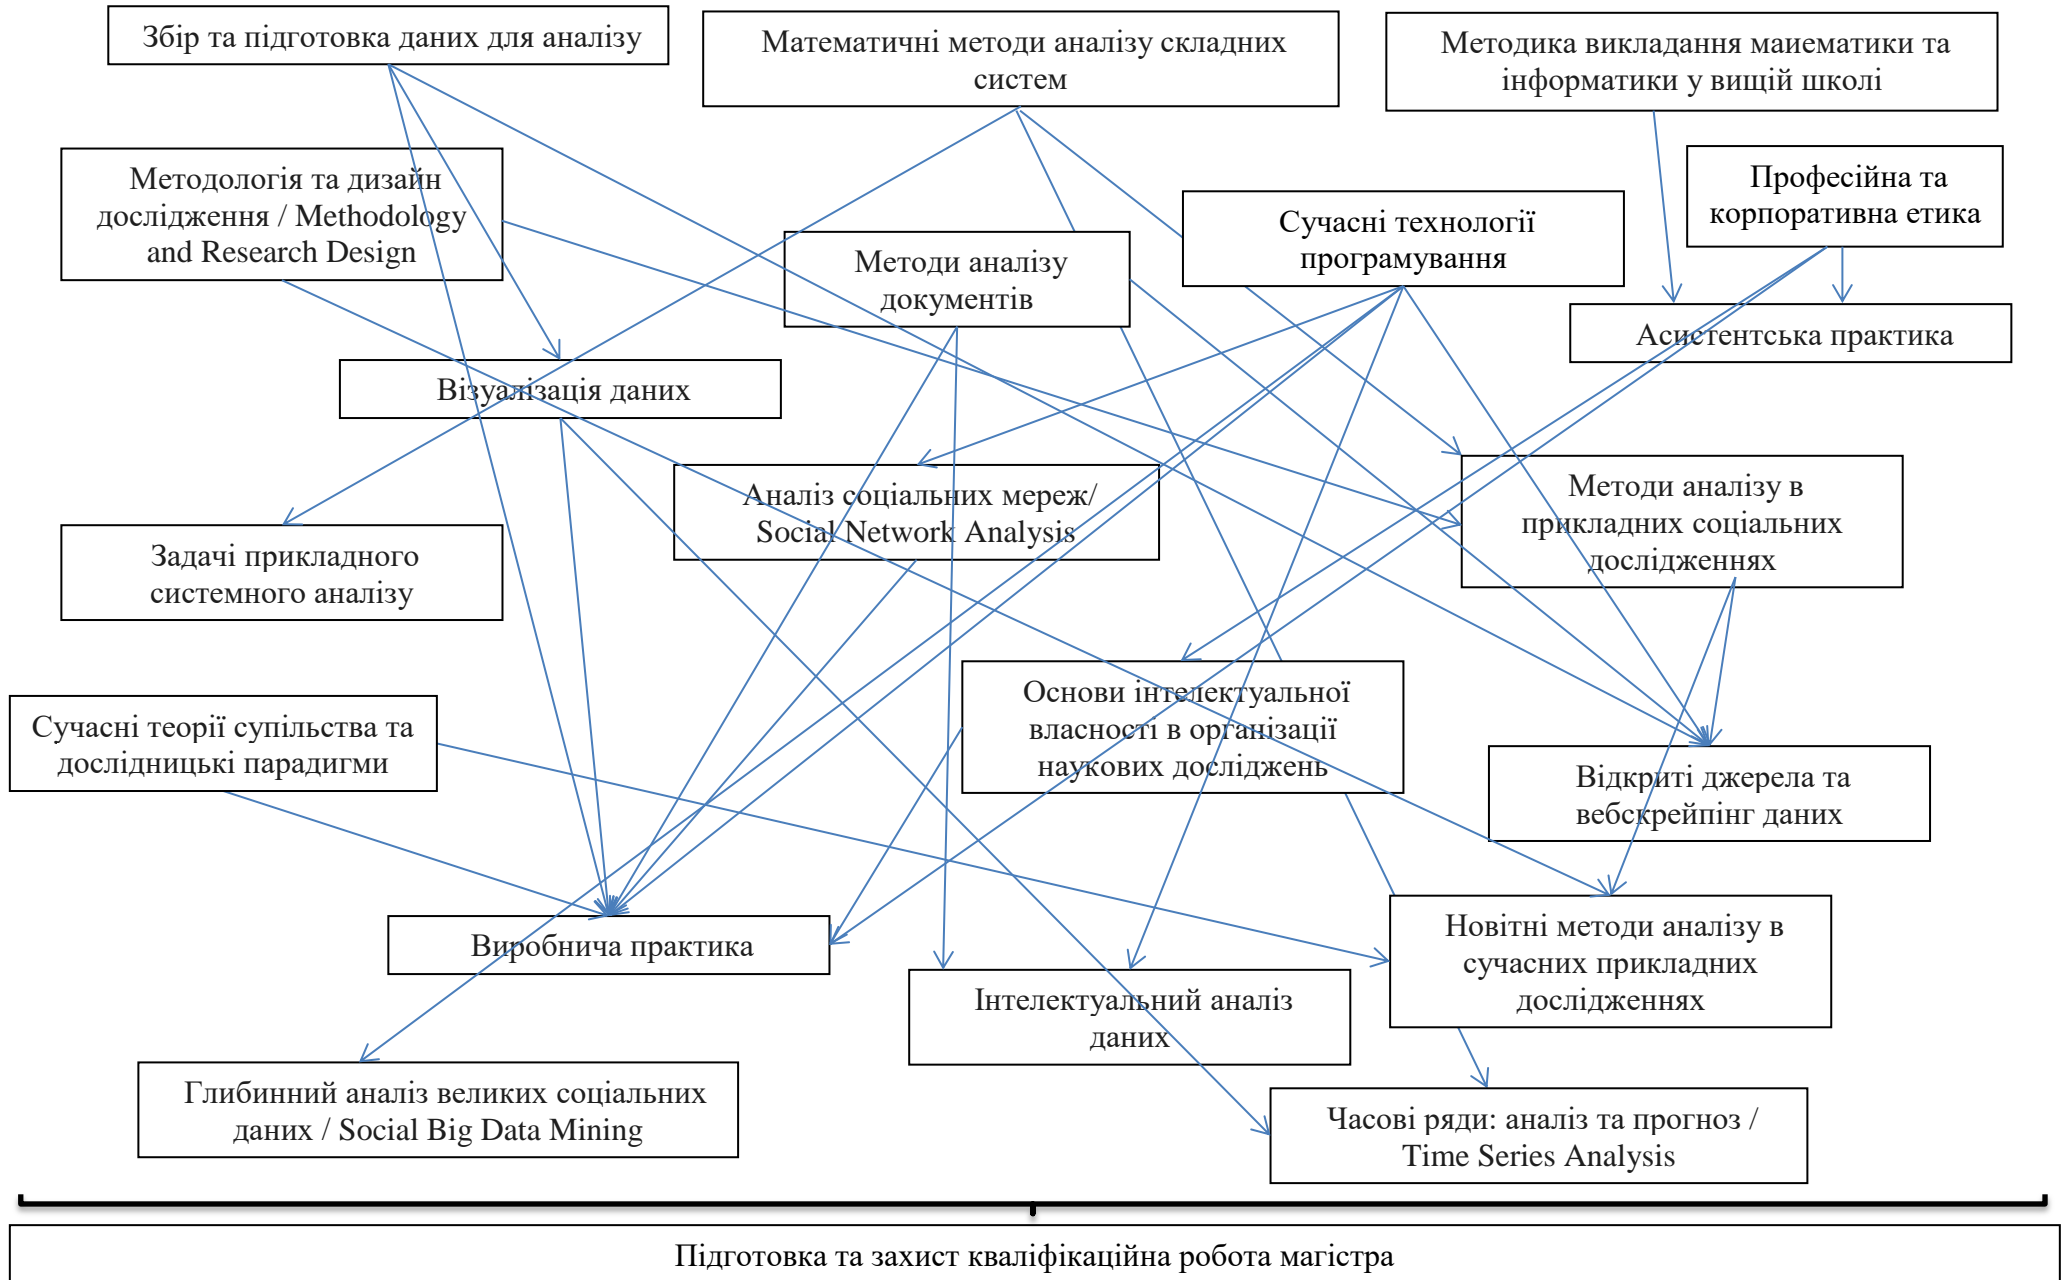 Збір та підготовка даних для аналізу
Математичні методи аналізу складних
систем
Методика викладання маиематики та
інформатики у вищій школі
Методологія та дизайн
дослідження / Methodology
and Research Design
Методи аналізу
документів
Сучасні технології
програмування
Професійна та
корпоративна етика
Асистентська практика
Візуалізація даних
Аналіз соціальних мереж/
Social Network Analysis
Методи аналізу в
прикладних соціальних
дослідженнях
Задачі прикладного
системного аналізу
Сучасні теорії супільства та
дослідницькі парадигми
Основи інтелектуальної
власності в організації
наукових досліджень
Відкриті джерела та
вебскрейпінг даних
Виробнича практика
Інтелектуальний аналіз
даних
Новітні методи аналізу в
сучасних прикладних
дослідженнях
Глибинний аналіз великих соціальних
даних / Social Big Data Mining
Часові ряди: аналіз та прогноз /
Time Series Analysis
Підготовка та захист кваліфікаційна робота магістра